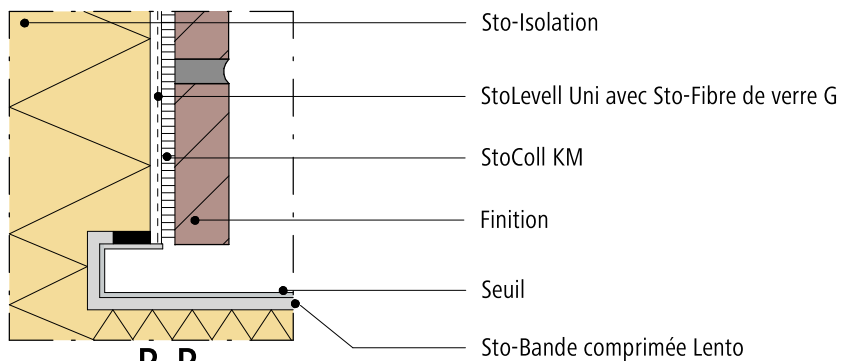 Sto-Isolation
StoLevell Uni avec Sto-Fibre de verre G
StoColl KM
Finition
Seuil
Sto-Bande comprimée Lento